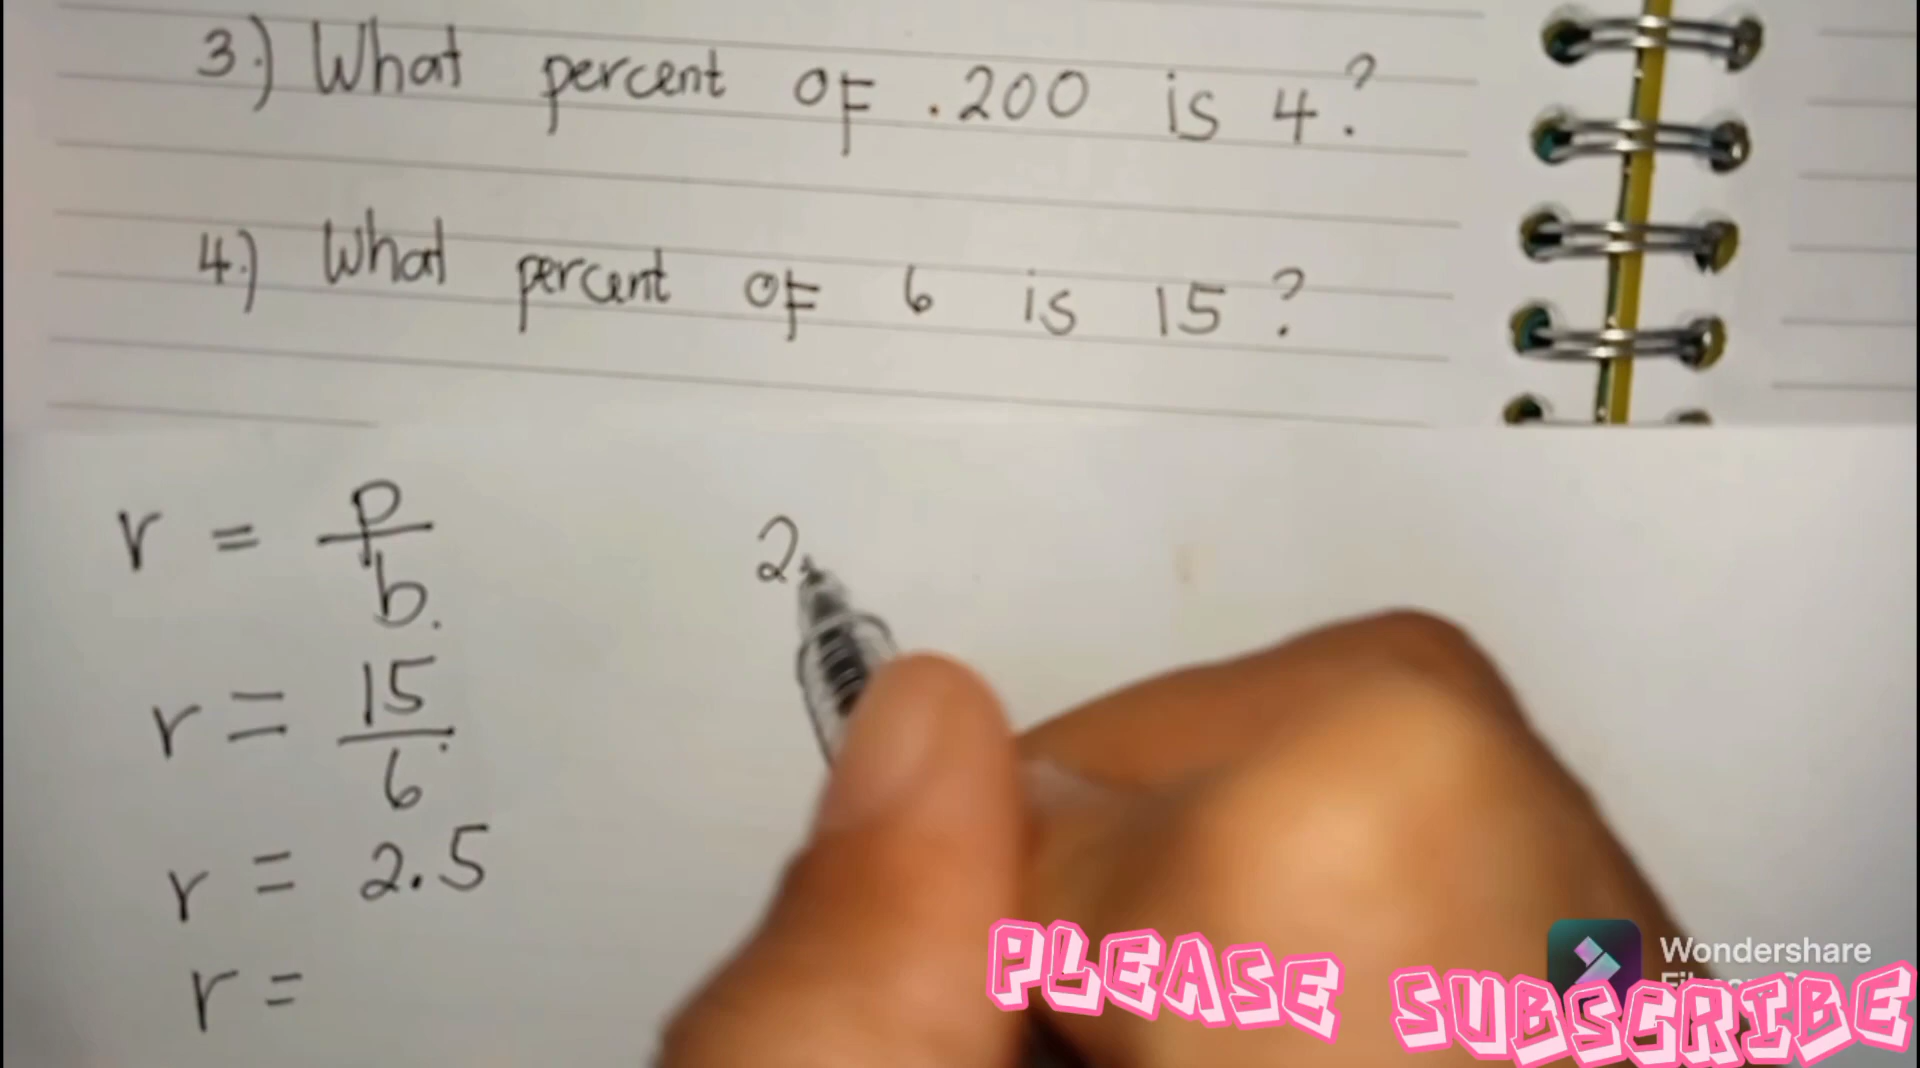 3.) What percent OF .200 is 4?
4.) What percent OF 6 is 15?
r = p/b.
2.
r = 15/6
r = 2.5
r =
Wondershare
PLEASE SUBSCRIBE